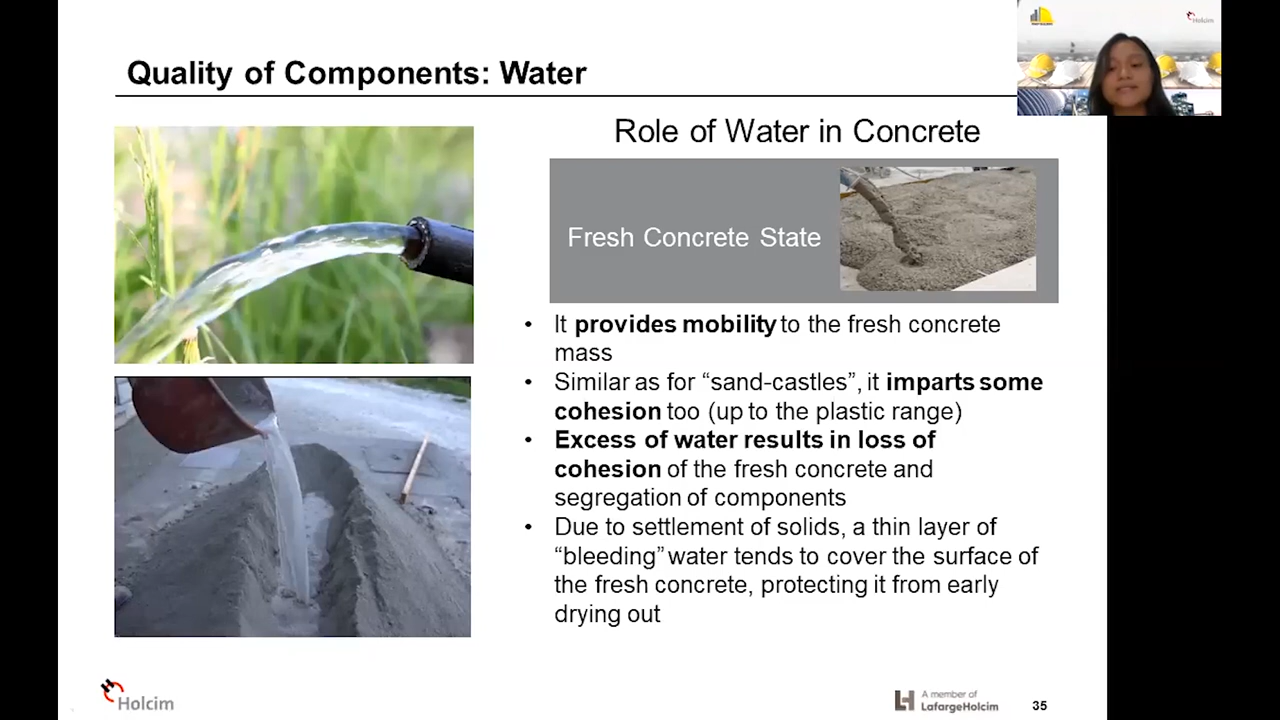 Quality of Components: Water
Holcim
Role of Water in Concrete
Fresh Concrete State
• It provides mobility to the fresh concrete
mass
• Similar as for “sand-castles”, it imparts some
cohesion too (up to the plastic range)
• Excess of water results in loss of
cohesion of the fresh concrete and
segregation of components
• Due to settlement of solids, a thin layer of
“bleeding” water tends to cover the surface of
the fresh concrete, protecting it from early
drying out
Holcim
A member of
LafargeHolcim
35